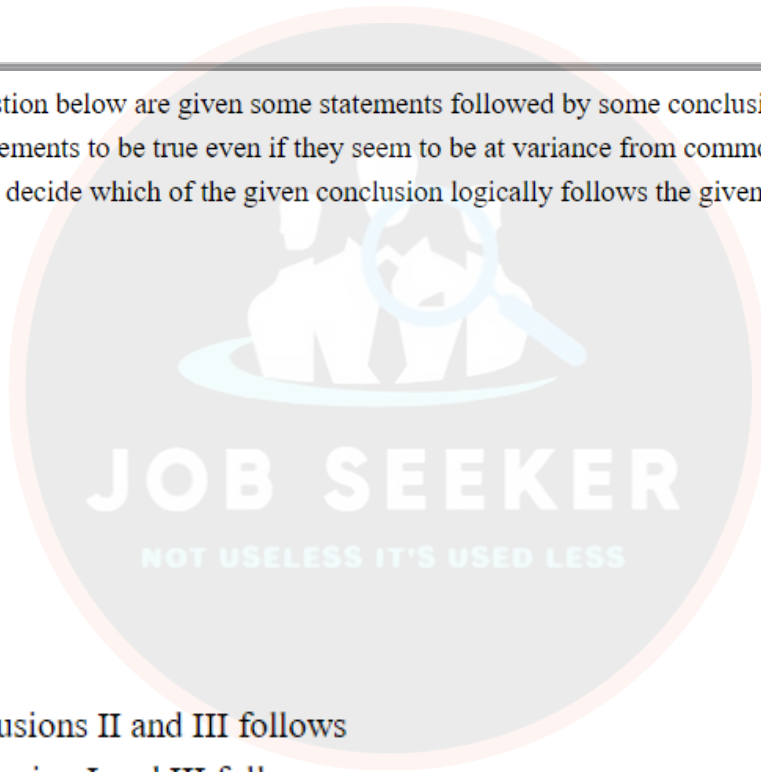 stion below are given some statements followed by some conclusi
ements to be true even if they seem to be at variance from comm
decide which of the given conclusion logically follows the given
JOB SEEKER
NOT USELESS IT'S USED LESS
usions II and III follows